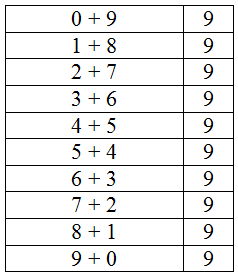 0 + 9 9
1 + 8 9
2 + 7 9
3 + 6 9
4 + 5 9
5 + 4 9
6 + 3 9
7 + 2 9
8 + 1 9
9 + 0 9